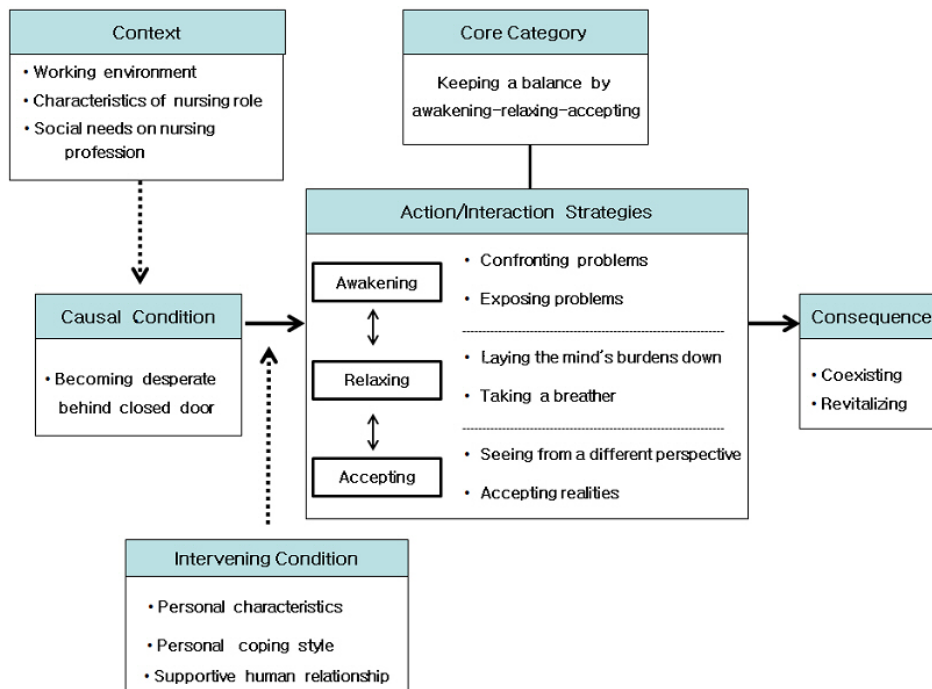 Context
• Working environment
• Characteristics of nursing role
• Social needs on nursing
profession
Core Category
Keeping a balance by
awakening-relaxing-accepting
Causal Condition
• Becoming desperate
behind closed door
Action/Interaction Strategies
Awakening
• Confronting problems
• Exposing problems
Relaxing
• Laying the mind's burdens down
• Taking a breather
Accepting
• Seeing from a different perspective
• Accepting realities
Consequence
• Coexisting
• Revitalizing
Intervening Condition
• Personal characteristics
• Personal coping style
• Supportive human relationship